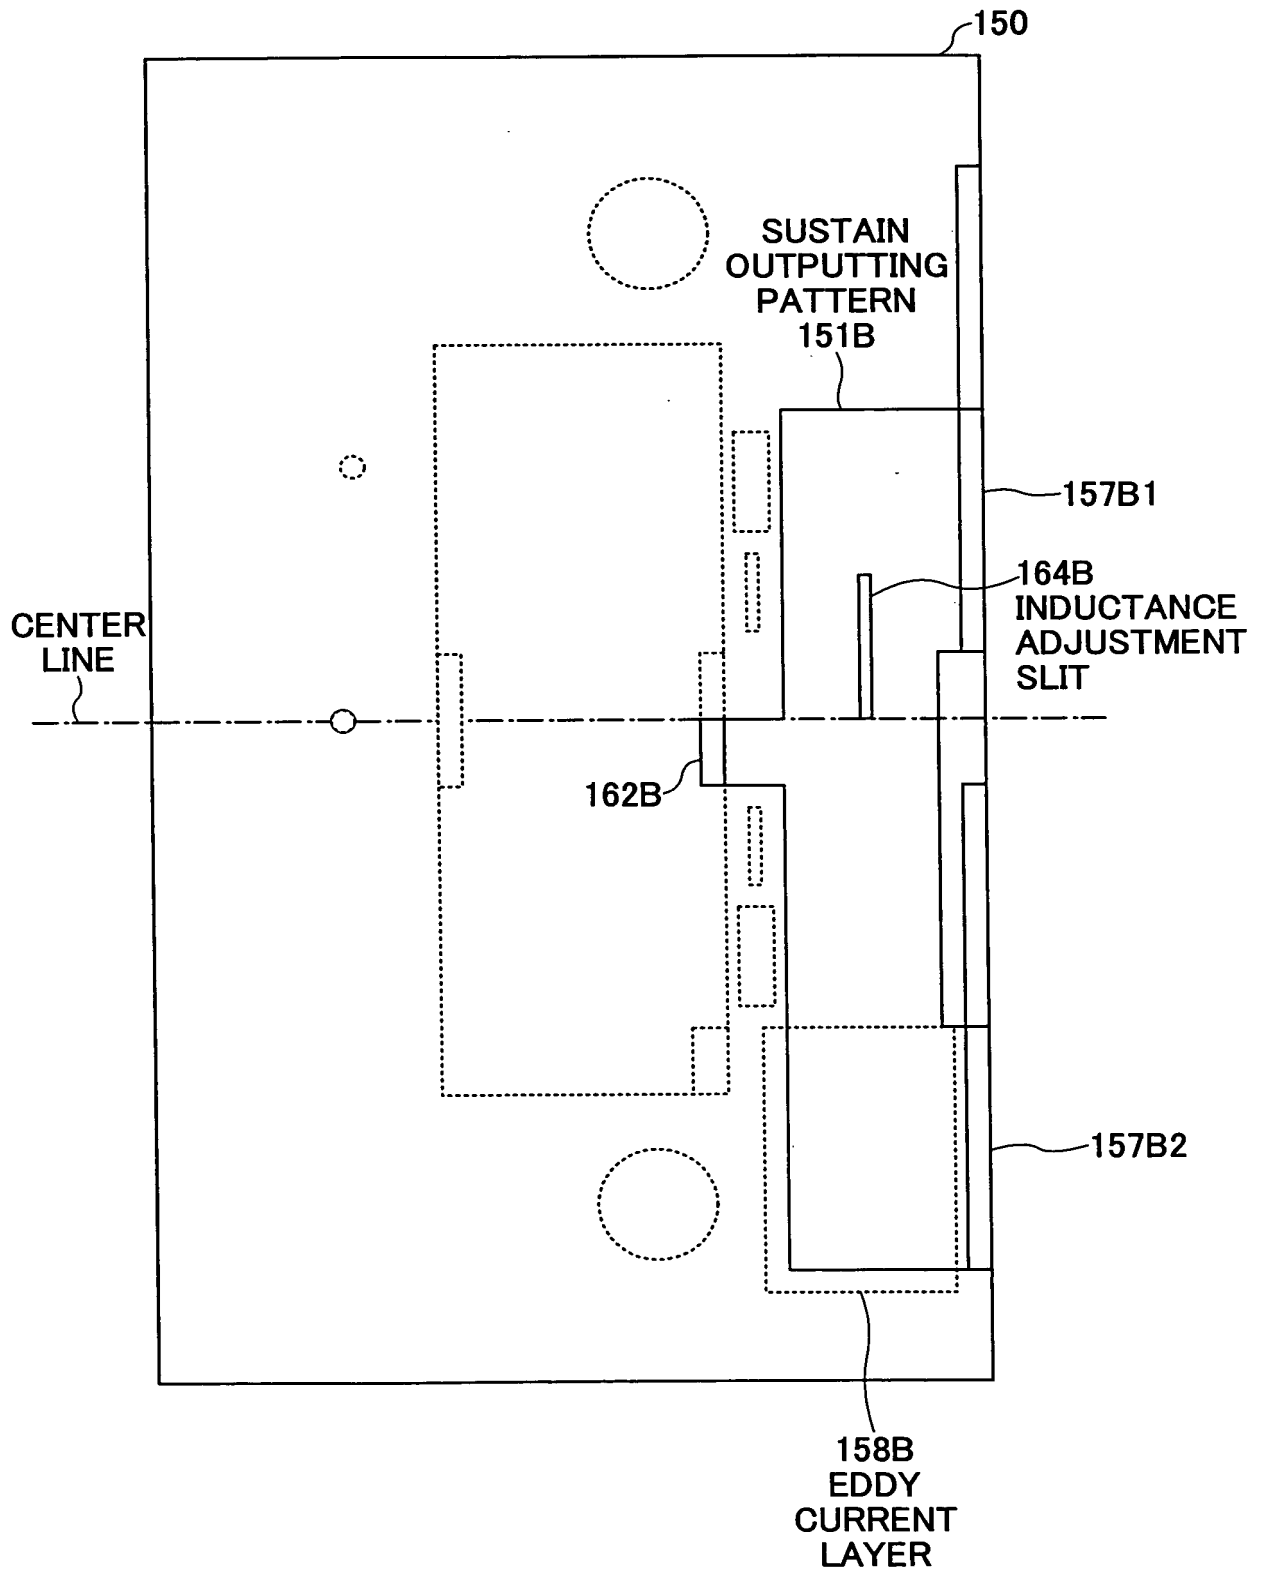 150
SUSTAIN
OUTPUTTING
PATTERN
151B
157B1
164B
INDUCTANCE
ADJUSTMENT
SLIT
CENTER
LINE
162B
157B2
158B
EDDY
CURRENT
LAYER